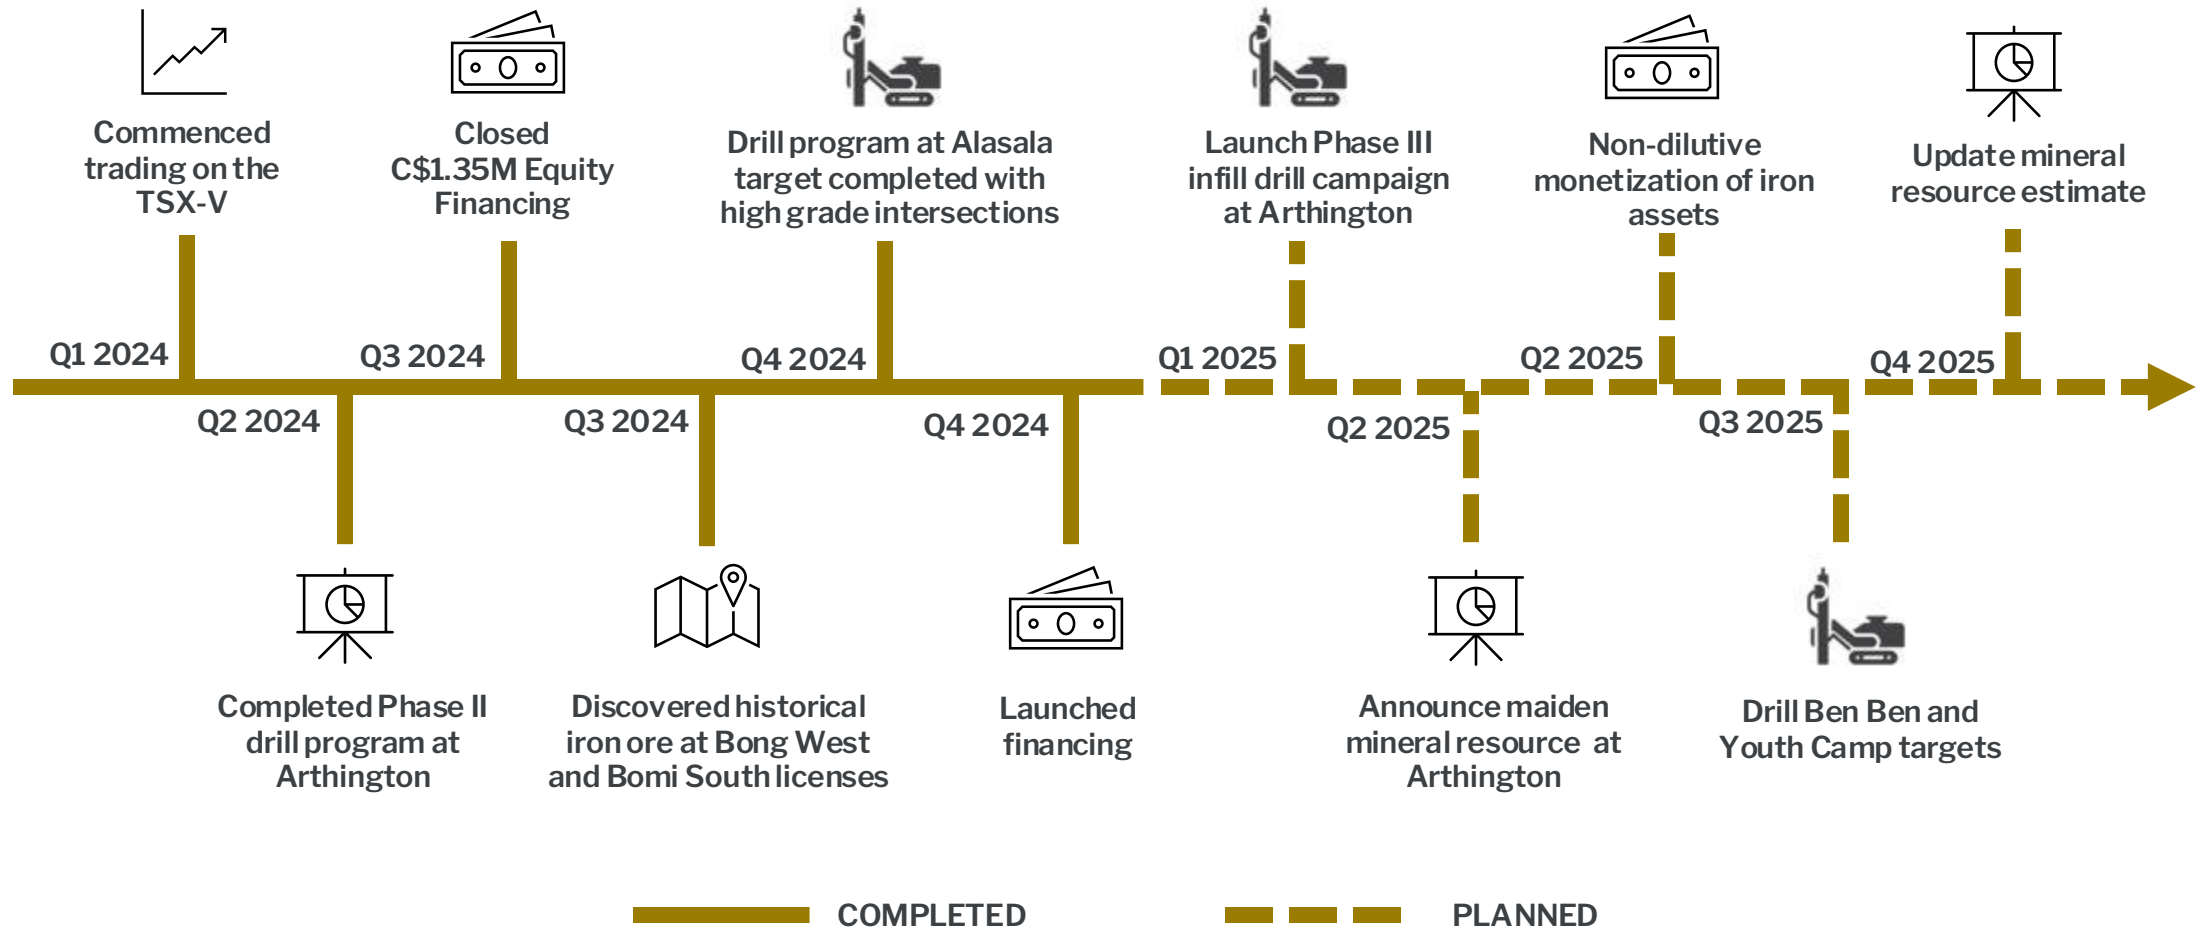 Commenced
trading on the
TSX-V
Closed
C$1.35M Equity
Financing
Drill program at Alasala
target completed with
high grade intersections
Launch Phase III
infill drill campaign
at Arthington
Non-dilutive
monetization of iron
assets
Update mineral
resource estimate
Q1 2024
Q3 2024
Q4 2024
Q1 2025
Q2 2025
Q4 2025
Q2 2024
Q3 2024
Q4 2024
Q2 2025
Q3 2025
Completed Phase II
drill program at
Arthington
Discovered historical
iron ore at Bong West
and Bomi South licenses
Launched
financing
Announce maiden
mineral resource at
Arthington
Drill Ben Ben and
Youth Camp targets
COMPLETED
PLANNED